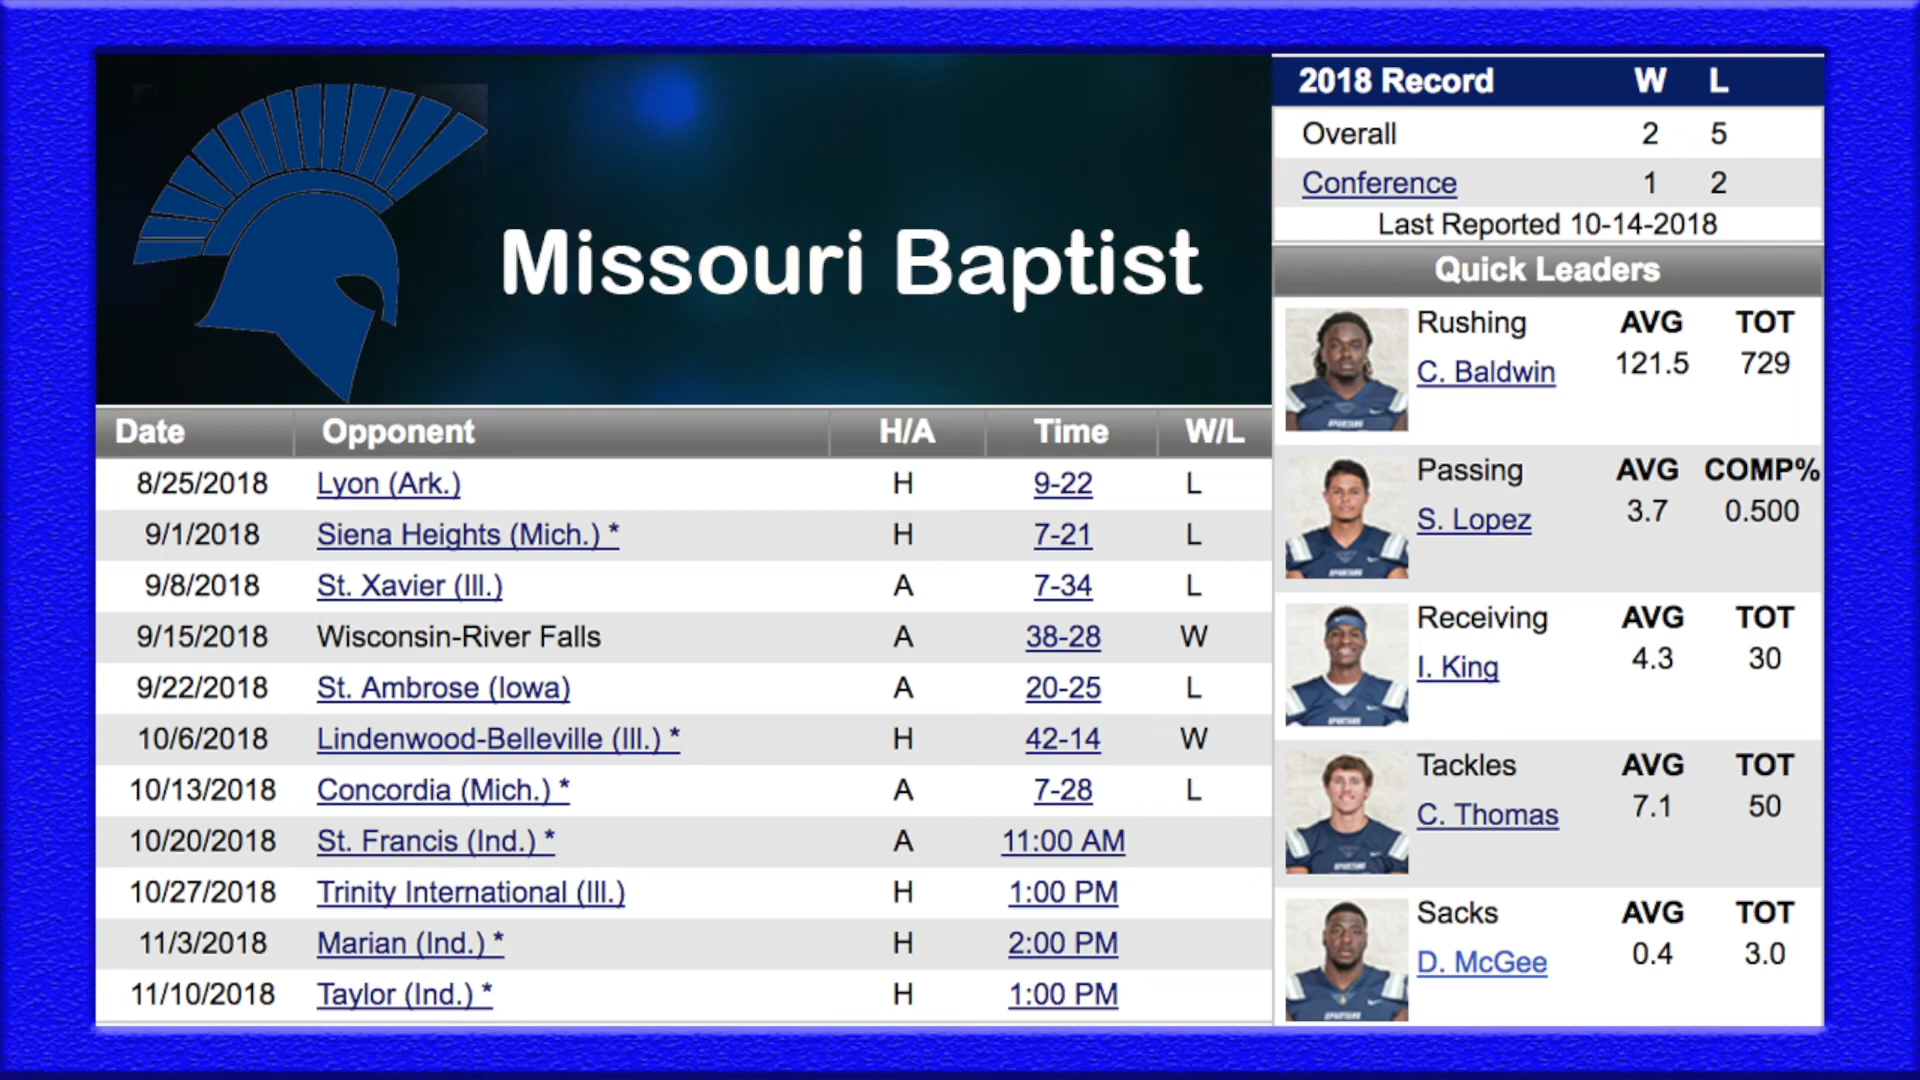 Missouri Baptist
Date Opponent H/A Time W/L
8/25/2018 Lyon (Ark.) H 9-22 L
9/1/2018 Siena Heights (Mich.) * H 7-21 L
9/8/2018 St. Xavier (Ill.) A 7-34 L
9/15/2018 Wisconsin-River Falls A 38-28 W
9/22/2018 St. Ambrose (Iowa) A 20-25 L
10/6/2018 Lindenwood-Belleville (Ill.) * H 42-14 W
10/13/2018 Concordia (Mich.) * A 7-28 L
10/20/2018 St. Francis (Ind.) * A 11:00 AM
10/27/2018 Trinity International (Ill.) H 1:00 PM
11/3/2018 Marian (Ind.) * H 2:00 PM
11/10/2018 Taylor (Ind.) * H 1:00 PM
2018 Record W L
Overall 2 5
Conference 1 2
Last Reported 10-14-2018
Quick Leaders
Rushing AVG TOT
C. Baldwin 121.5 729
Passing AVG COMP%
S. Lopez 3.7 0.500
Receiving AVG TOT
I. King 4.3 30
Tackles AVG TOT
C. Thomas 7.1 50
Sacks AVG TOT
D. McGee 0.4 3.0